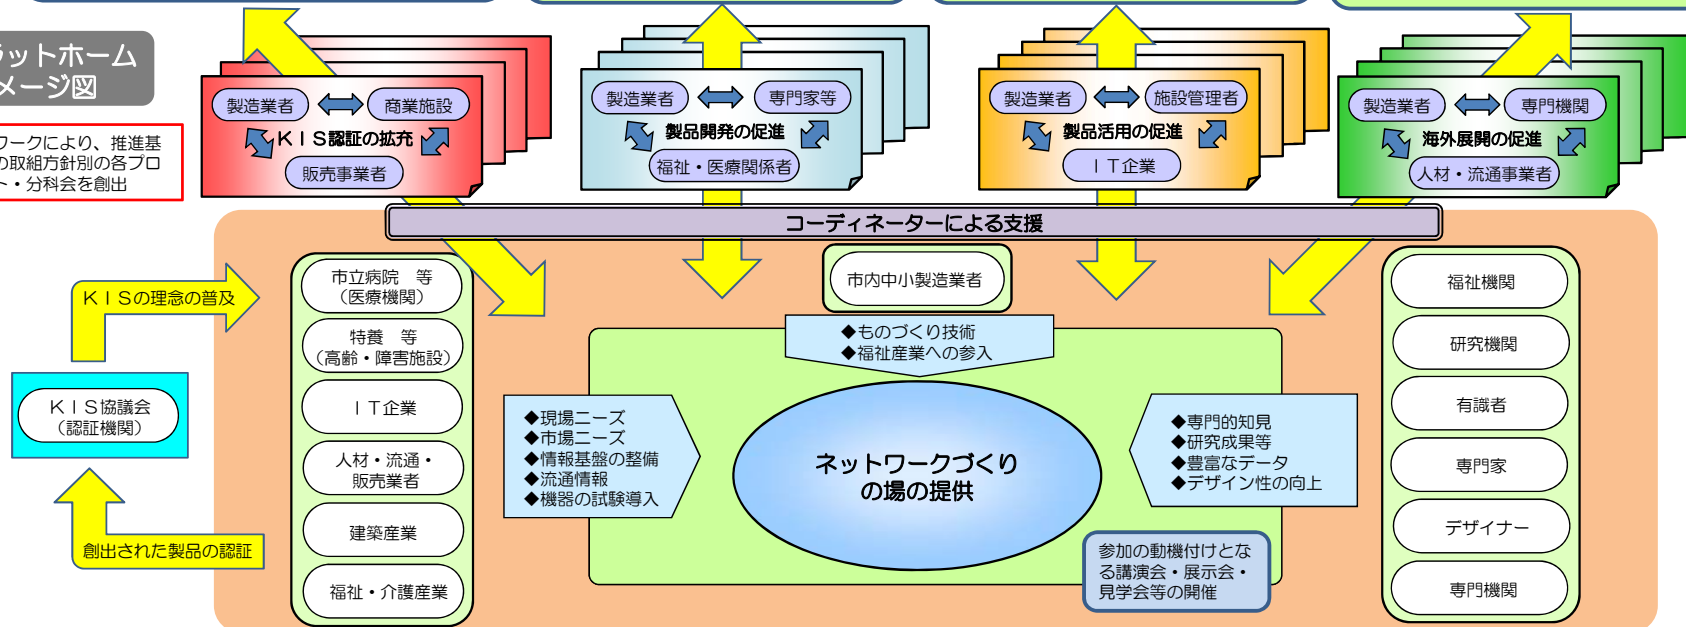 ラットホーム
メージ図
ワークにより、推進基
の取組方針別の各プロ
ト・分科会を創出
製造業者
商業施設
ＫＩＳ認証の拡充
販売事業者
製造業者
専門家等
製品開発の促進
福祉・医療関係者
製造業者
施設管理者
製品活用の促進
ＩＴ企業
製造業者
専門機関
海外展開の促進
人材・流通事業者
コーディネーターによる支援
ＫＩＳの理念の普及
ＫＩＳ協議会
（認証機関）
創出された製品の認証
市立病院　等
（医療機関）
特養　等
（高齢・障害施設）
ＩＴ企業
人材・流通・
販売業者
建築産業
福祉・介護産業
市内中小製造業者
◆ものづくり技術
◆福祉産業への参入
◆現場ニーズ
◆市場ニーズ
◆情報基盤の整備
◆流通情報
◆機器の試験導入
ネットワークづくり
の場の提供
◆専門的知見
◆研究成果等
◆豊富なデータ
◆デザイン性の向上
参加の動機付けとな
る講演会・展示会・
見学会等の開催
福祉機関
研究機関
有識者
専門家
デザイナー
専門機関